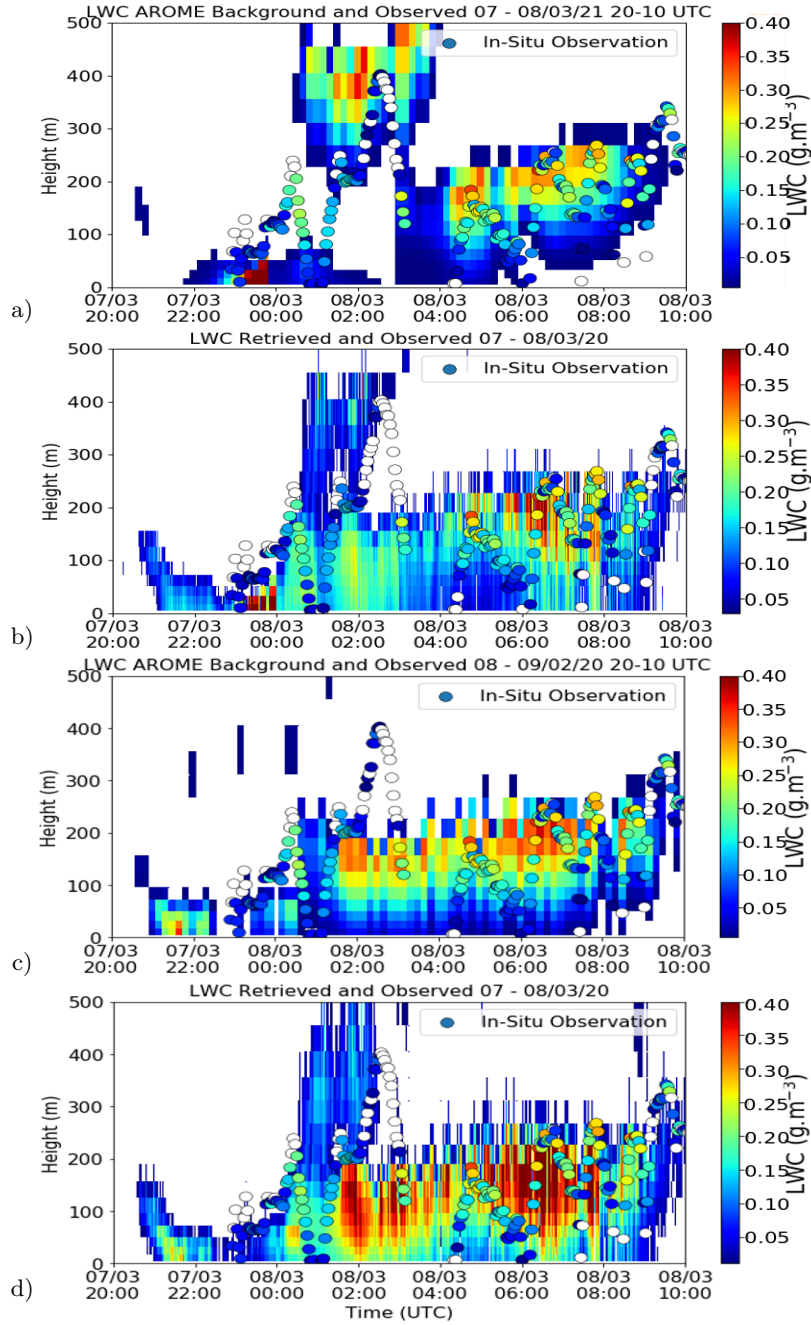 LWC AROME Background and Observed 07 - 08/03/21 20-10 UTC
500
400
300
200
100
0
Height (m)
In-Situ Observation
0.40
0.35
0.30
0.25
0.20
0.15
0.10
0.05
LWC (g.m−3)
07/03 07/03 08/03 08/03 08/03 08/03 08/03 10/03
20:00 22:00 00:00 02:00 04:00 06:00 08:00 10:00
a)
LWC Retrieved and Observed 07 - 08/03/20
500
400
300
200
100
0
Height (m)
In-Situ Observation
0.40
0.35
0.30
0.25
0.20
0.15
0.10
0.05
LWC (g.m−3)
07/03 07/03 08/03 08/03 08/03 08/03 08/03 10/03
20:00 22:00 00:00 02:00 04:00 06:00 08:00 10:00
b)
LWC AROME Background and Observed 08 - 09/02/20 20-10 UTC
500
400
300
200
100
0
Height (m)
In-Situ Observation
0.40
0.35
0.30
0.25
0.20
0.15
0.10
0.05
LWC (g.m−3)
07/03 07/03 08/03 08/03 08/03 08/03 08/03 10/03
20:00 22:00 00:00 02:00 04:00 06:00 08:00 10:00
c)
LWC Retrieved and Observed 07 - 08/03/20
500
400
300
200
100
0
Height (m)
In-Situ Observation
0.40
0.35
0.30
0.25
0.20
0.15
0.10
0.05
LWC (g.m−3)
07/03 07/03 08/03 08/03 08/03 08/03 08/03 10/03
20:00 22:00 00:00 02:00 04:00 06:00 08:00 10:00
d)
Time (UTC)